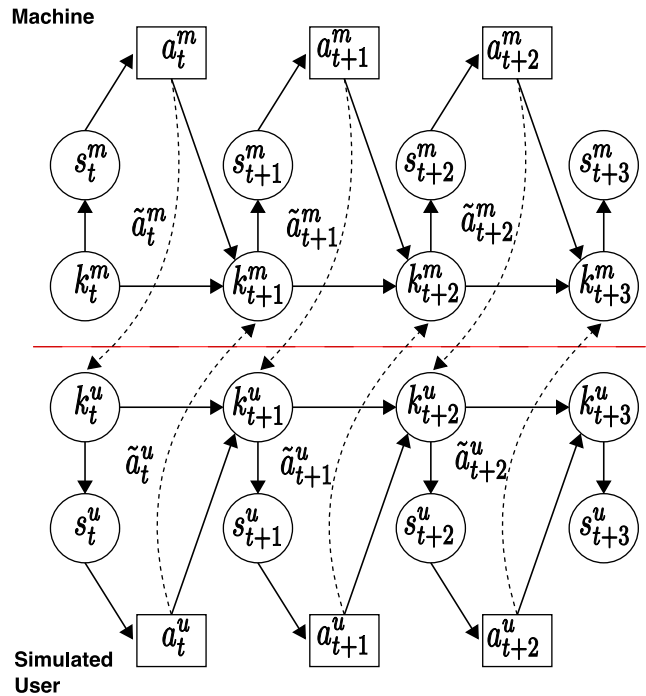 Machine
a_t^m a_{t+1}^m a_{t+2}^m
s_t^m s_{t+1}^m s_{t+2}^m s_{t+3}^m
ã_t^m ã_{t+1}^m ã_{t+2}^m
k_t^m k_{t+1}^m k_{t+2}^m k_{t+3}^m
k_t^u k_{t+1}^u k_{t+2}^u k_{t+3}^u
ã_t^u ã_{t+1}^u ã_{t+2}^u
s_t^u s_{t+1}^u s_{t+2}^u s_{t+3}^u
a_t^u a_{t+1}^u a_{t+2}^u
Simulated
User